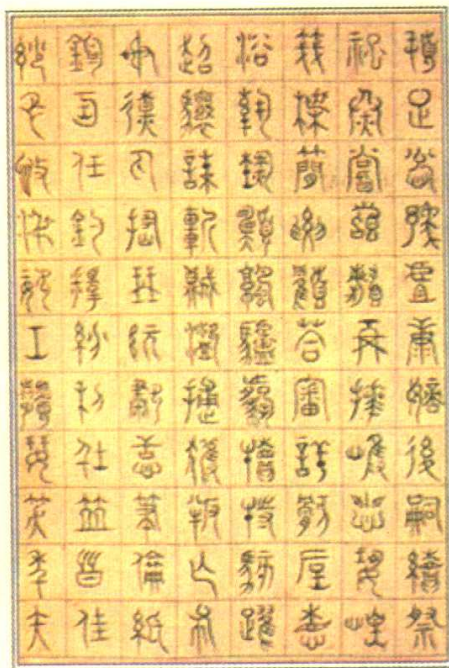 頓足悅豫且康嫡後嗣續祭
祀烝嘗稽顙再拜悚懼恐惶
箋牒簡要顧答審詳骸垢想
浴執熱願涼驢騾犢特駭躍
超驤誅斬賊盜捕獲叛亡布
射僚丸嵇琴阮嘯恬筆倫紙
鈞巧任釣釋紛利俗並皆佳
妙毛施淑姿工顰妍笑年矢